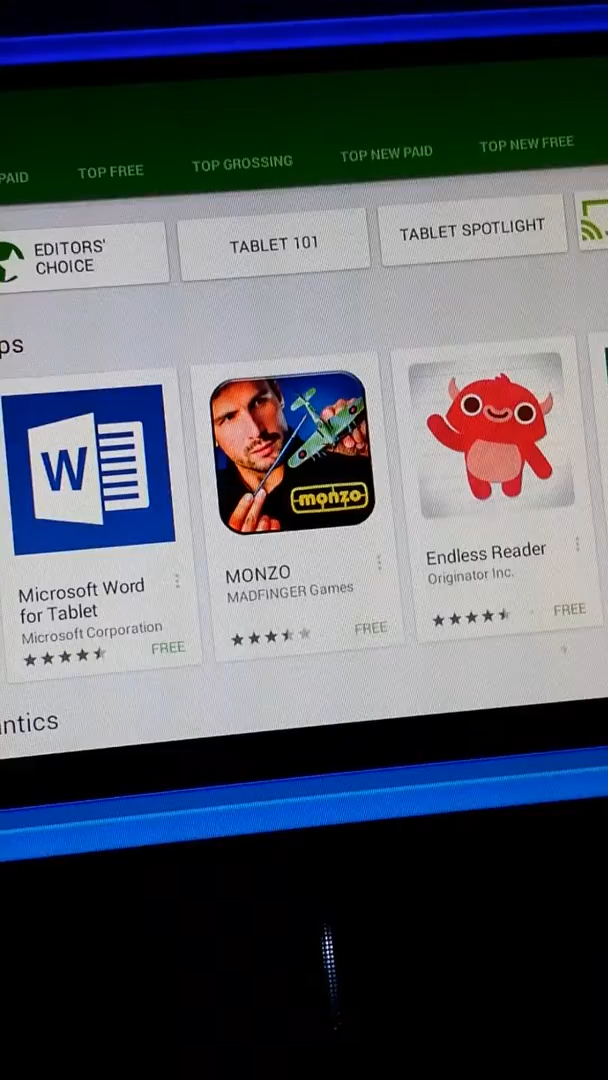 PAID TOP FREE TOP GROSSING TOP NEW PAID TOP NEW FREE
EDITORS'
CHOICE
TABLET 101
TABLET SPOTLIGHT
ps
W
monzo
Microsoft Word
for Tablet
Microsoft Corporation
FREE
MONZO
MADFINGER Games
FREE
Endless Reader
Originator Inc.
FREE
antics